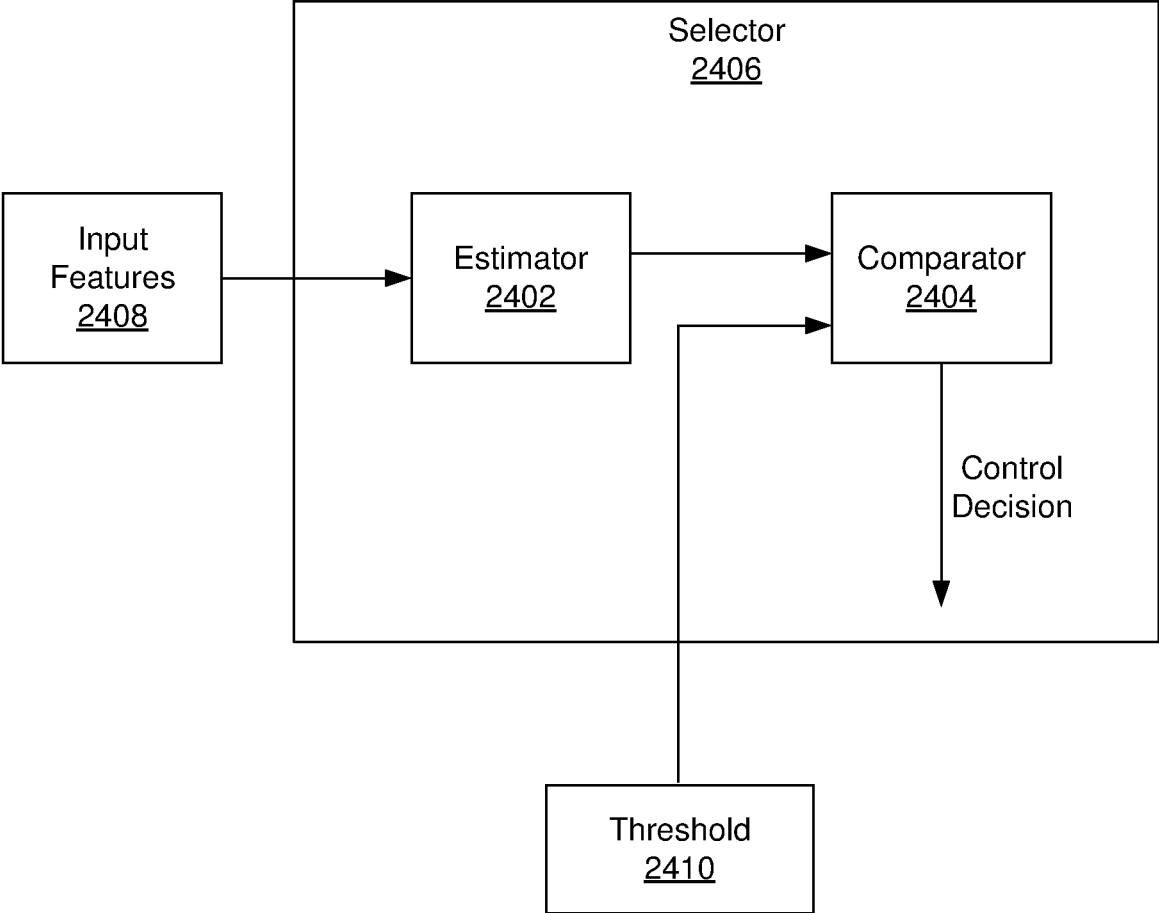 Selector
2406
Input
Features
2408
Estimator
2402
Comparator
2404
Control
Decision
Threshold
2410